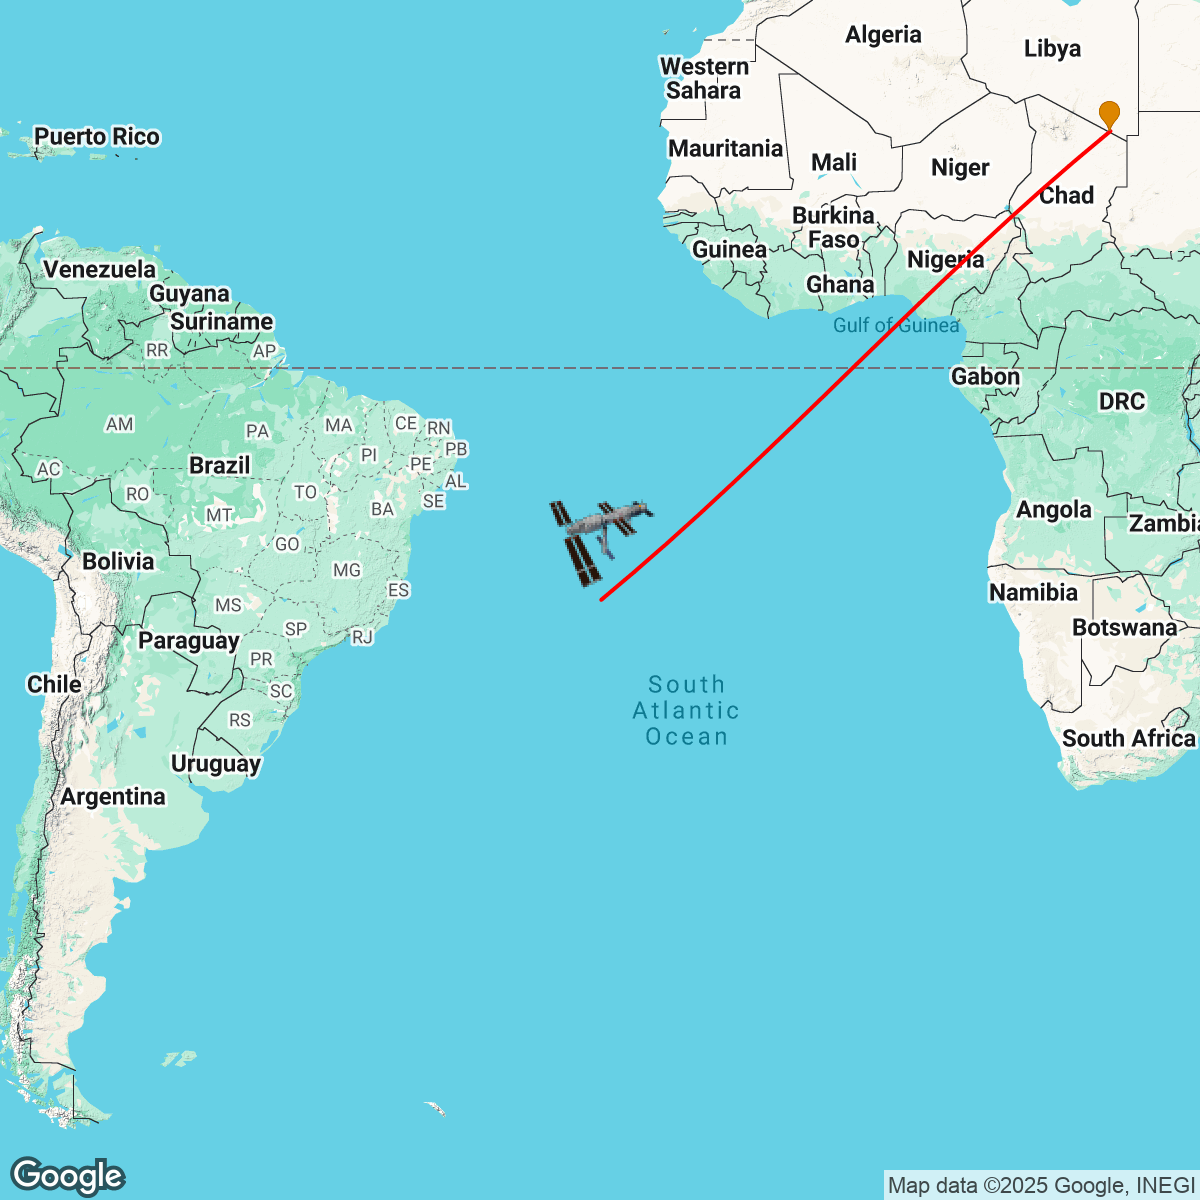 Algeria
Libya
Western
Sahara
Puerto Rico
Mauritania
Mali
Niger
Chad
Burkina
Faso
Guinea
Nigeria
Venezuela
Ghana
Guyana
Suriname
Gulf of Guinea
RR
AP
Gabon
DRC
AM
PA
MA
CE
RN
PB
PI
PE
AC
Brazil
AL
RO
TO
SE
BA
MT
Angola
Zambia
GO
Bolivia
MG
ES
Namibia
MS
SP
RJ
Botswana
Paraguay
PR
Chile
SC
South
Atlantic
Ocean
RS
South Africa
Uruguay
Argentina
Google
Map data ©2025 Google, INEGI